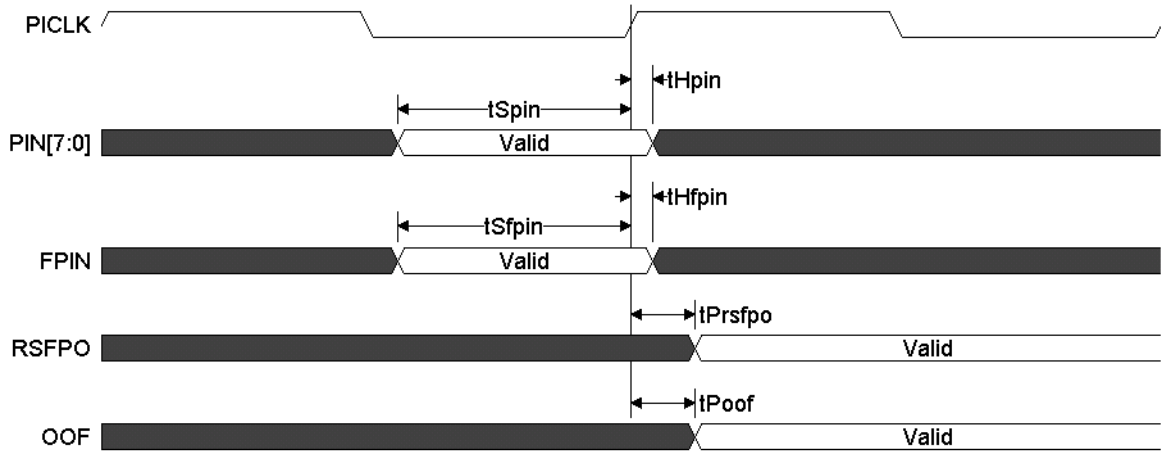 PICLK
tHpin
tSpin
PIN[7:0]
Valid
tHfpin
tSfpin
FPIN
Valid
tPrsfpo
RSFPO
Valid
tPoof
OOF
Valid